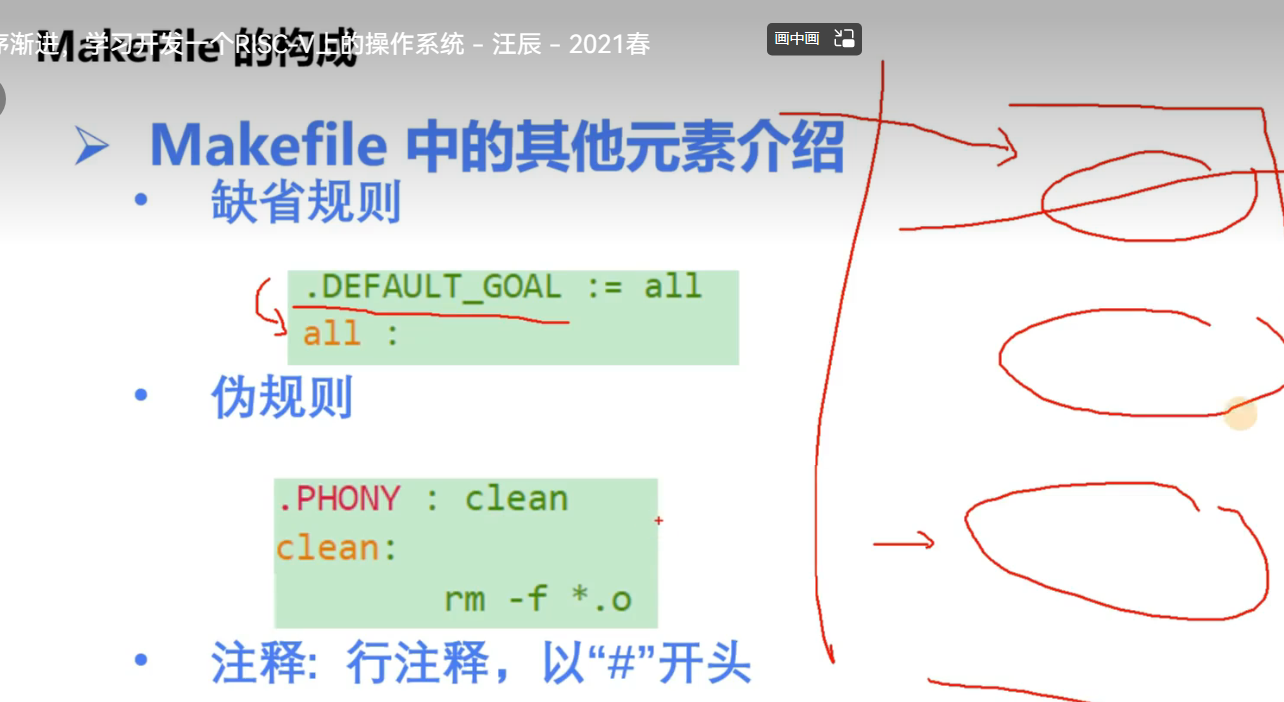 序渐进，学习开发一个RISC-V上的操作系统 - 汪辰 - 2021春
画中画
MakeFile 的构成
Makefile 中的其他元素介绍
缺省规则
.DEFAULT_GOAL := all
all :
伪规则
.PHONY : clean
clean:
rm -f *.o
注释: 行注释，以“#”开头